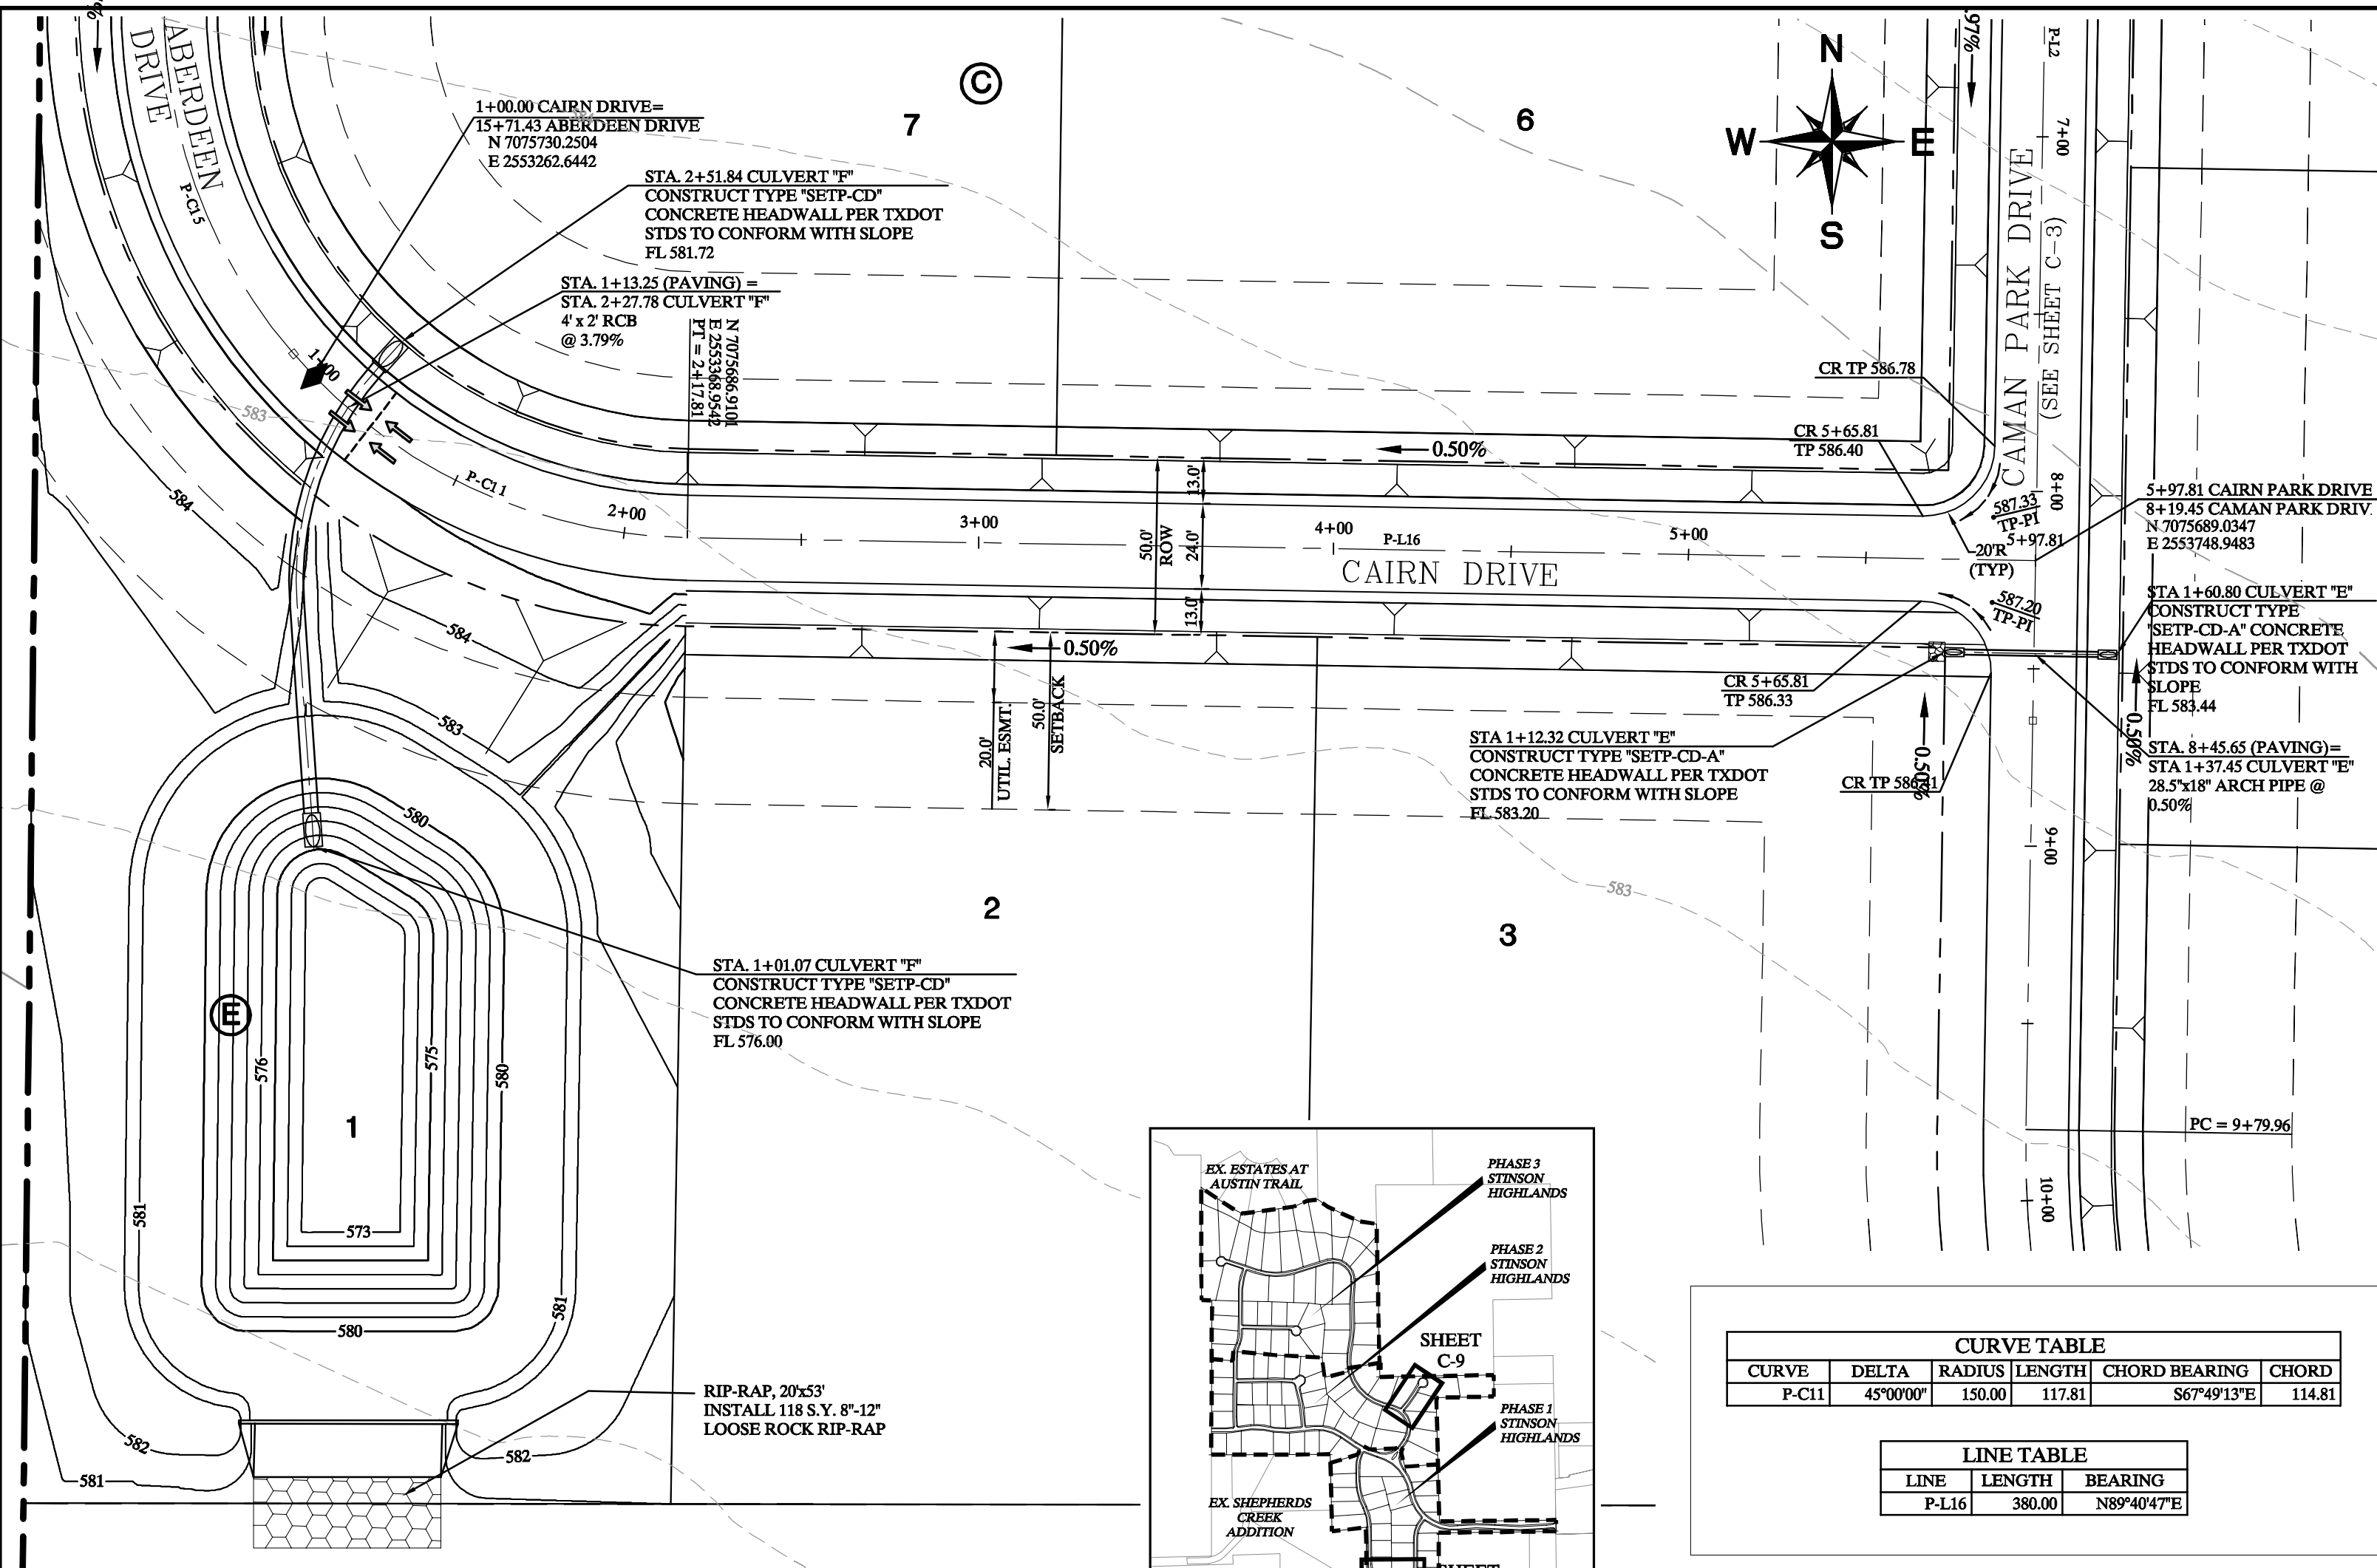 ABERDEEN
DRIVE
P-C15
1+00.00 CAIRN DRIVE=
15+71.43 ABERDEEN DRIVE
N 7075730.2504
E 2553262.6442
STA. 2+51.84 CULVERT "F"
CONSTRUCT TYPE "SETP-CD"
CONCRETE HEADWALL PER TXDOT
STDS TO CONFORM WITH SLOPE
FL 581.72
STA. 1+13.25 (PAVING) =
STA. 2+27.78 CULVERT "F"
4' x 2' RCB
@ 3.79%
N 7075686.9101
E 2553368.9542
PT = 2+17.81
7
C
6
N
W E
S
.97%
P-L2
7+00
CAMAN PARK DRIVE
(SEE SHEET C-3)
8+00
CR TP 586.78
CR 5+65.81
TP 586.40
587.33
TP-PI
5+97.81
20'R
(TYP)
5+97.81 CAIRN PARK DRIVE
8+19.45 CAMAN PARK DRIV
N 7075689.0347
E 2553748.9483
587.20
TP-PI
STA 1+60.80 CULVERT "E"
CONSTRUCT TYPE
"SETP-CD-A" CONCRETE
HEADWALL PER TXDOT
STDS TO CONFORM WITH
SLOPE
FL 583.44
STA. 8+45.65 (PAVING)=
STA 1+37.45 CULVERT "E"
28.5"x18" ARCH PIPE @
0.50%
0.50%
0.50%
1+00
583
584
P-C11
2+00
3+00
4+00
5+00
P-L16
CAIRN DRIVE
0.50%
13.0'
24.0'
13.0'
50.0'
ROW
0.50%
20.0'
UTIL. ESMT.
50.0'
SETBACK
CR 5+65.81
TP 586.33
STA 1+12.32 CULVERT "E"
CONSTRUCT TYPE "SETP-CD-A"
CONCRETE HEADWALL PER TXDOT
STDS TO CONFORM WITH SLOPE
FL 583.20
CR TP 586.41
9+00
10+00
PC = 9+79.96
584
583
580
2
3
583
STA. 1+01.07 CULVERT "F"
CONSTRUCT TYPE "SETP-CD"
CONCRETE HEADWALL PER TXDOT
STDS TO CONFORM WITH SLOPE
FL 576.00
E
576
575
580
1
573
581
581
580
582
582
581
RIP-RAP, 20'x53'
INSTALL 118 S.Y. 8"-12"
LOOSE ROCK RIP-RAP
EX. ESTATES AT
AUSTIN TRAIL
PHASE 3
STINSON
HIGHLANDS
PHASE 2
STINSON
HIGHLANDS
SHEET
C-9
PHASE 1
STINSON
HIGHLANDS
EX. SHEPHERDS
CREEK
ADDITION
SHEET
CURVE TABLE
CURVE DELTA RADIUS LENGTH CHORD BEARING CHORD
P-C11 45°00'00" 150.00 117.81 S67°49'13"E 114.81
LINE TABLE
LINE LENGTH BEARING
P-L16 380.00 N89°40'47"E